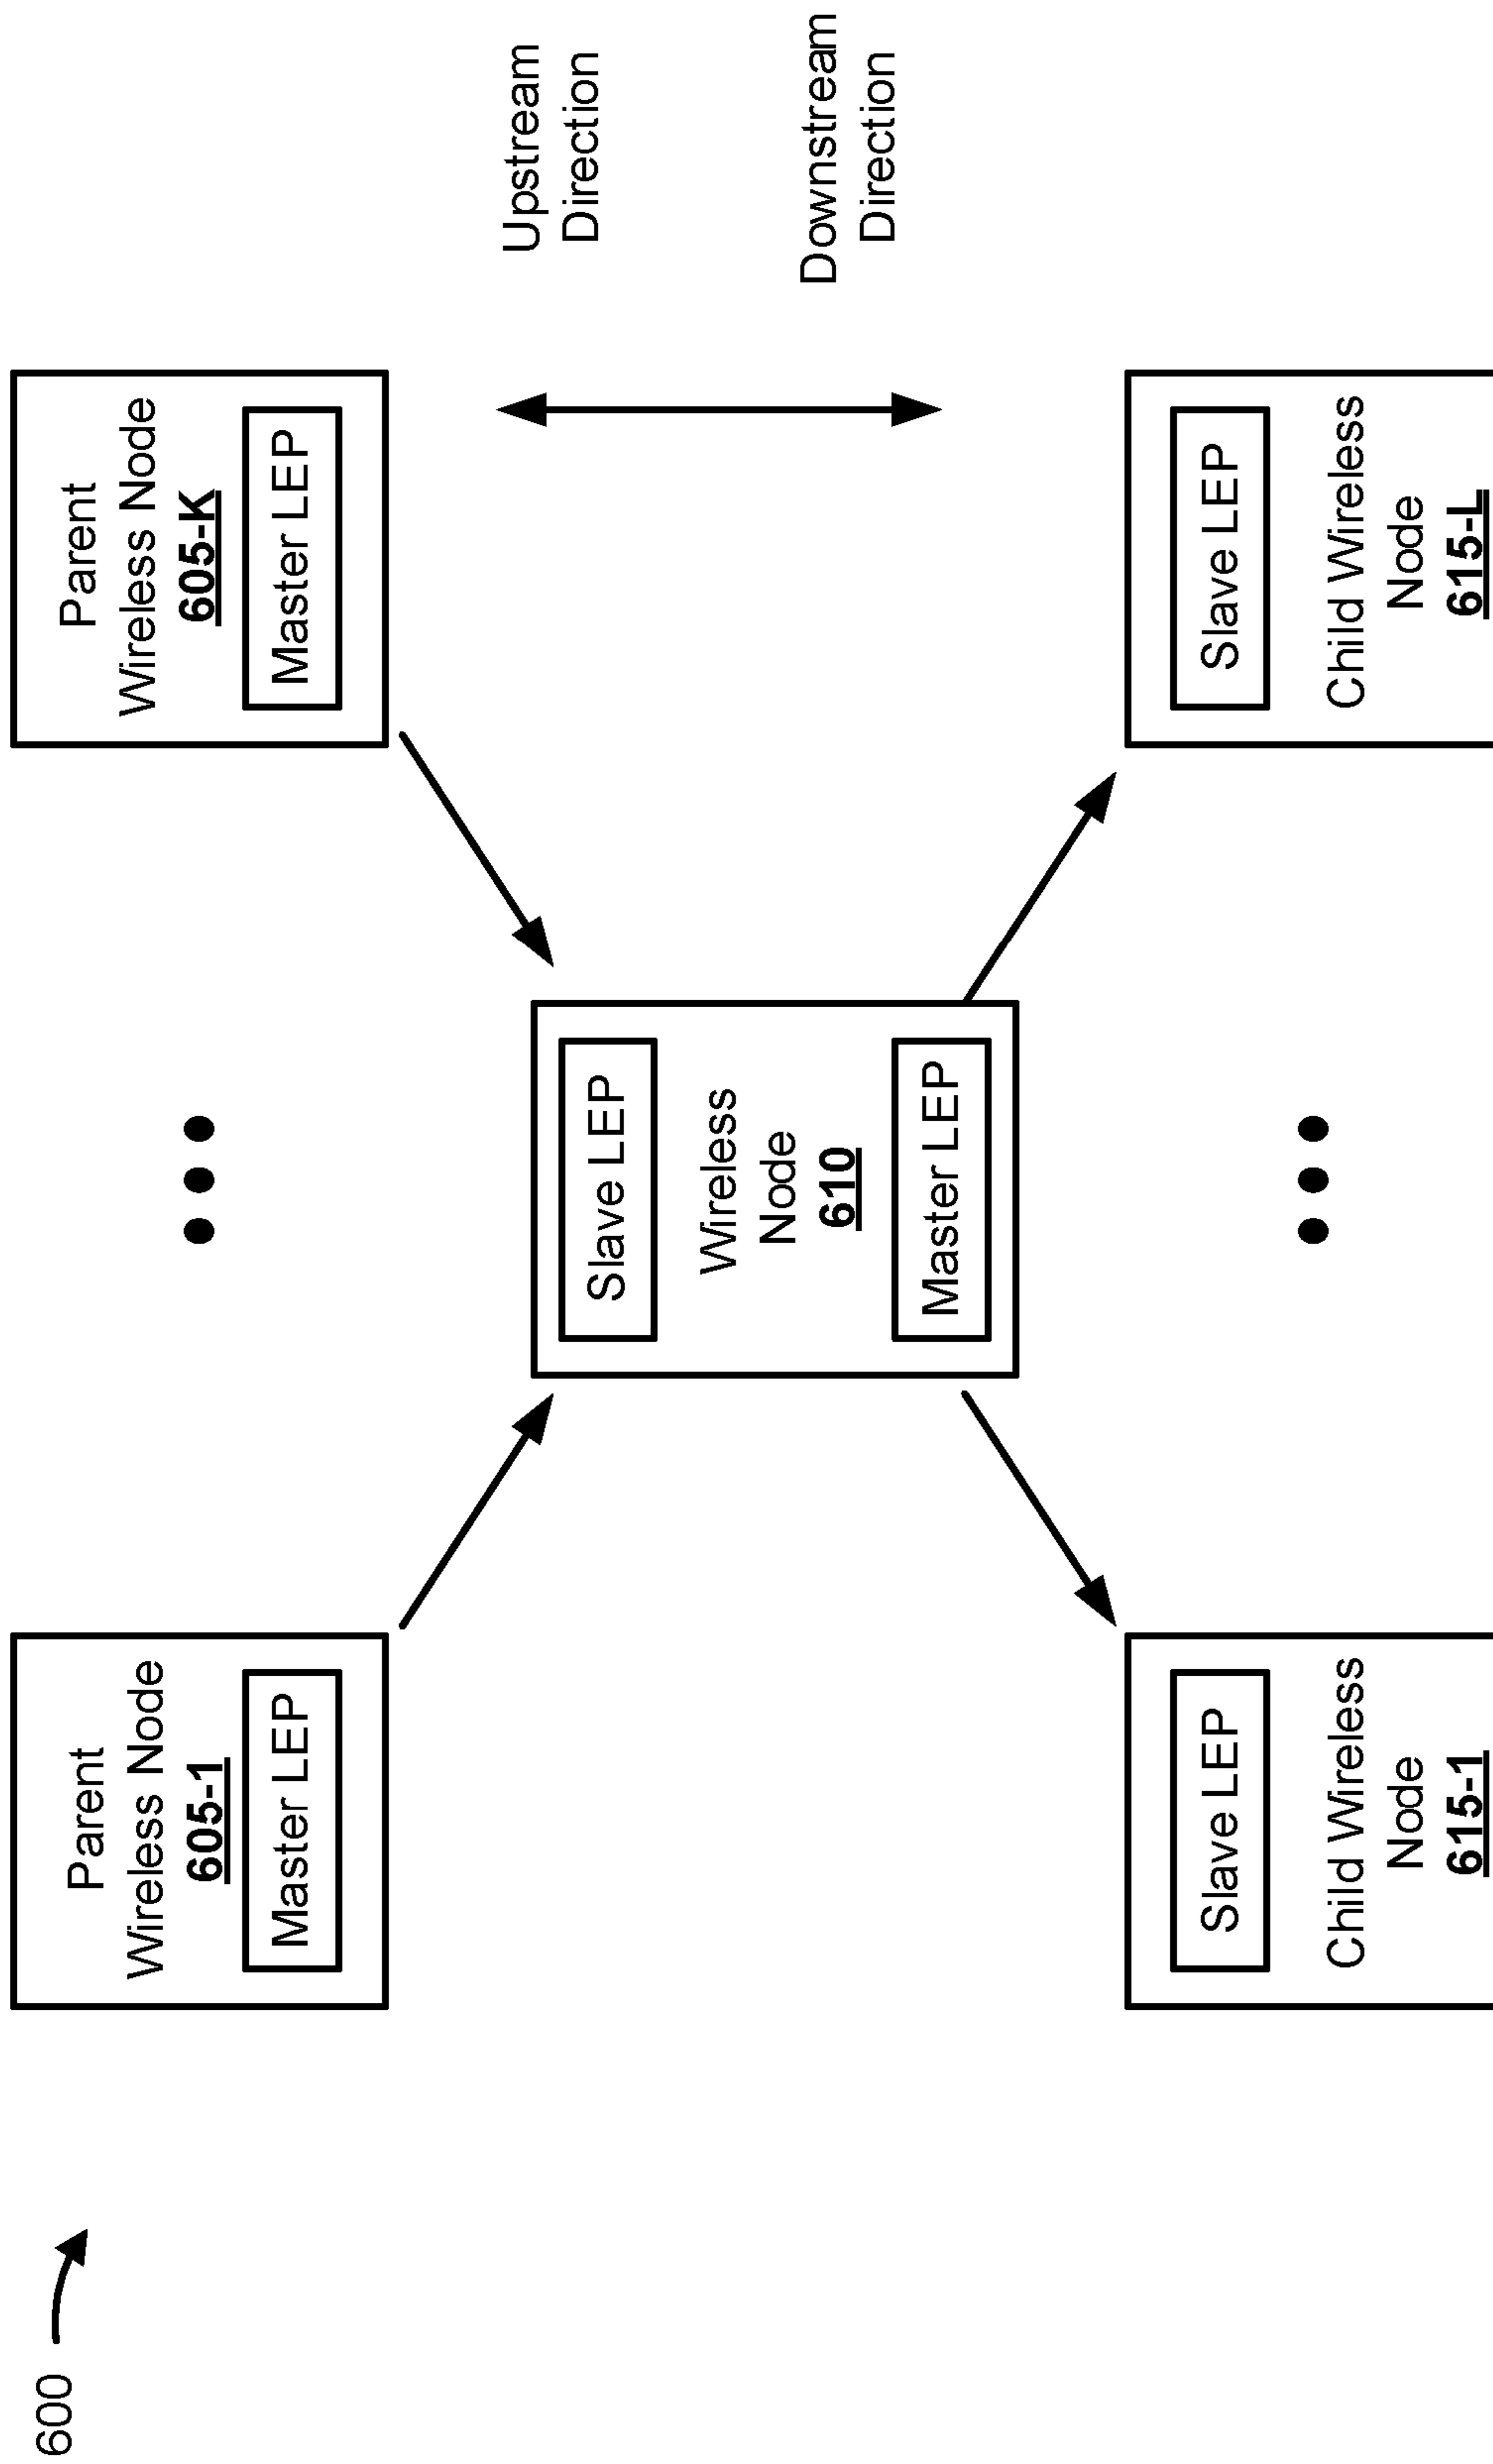 600
Parent
Wireless Node
605-1
Master LEP
Parent
Wireless Node
605-K
Master LEP
Upstream
Direction
Downstream
Direction
Slave LEP
Wireless
Node
610
Master LEP
Slave LEP
Child Wireless
Node
615-1
Slave LEP
Child Wireless
Node
615-L